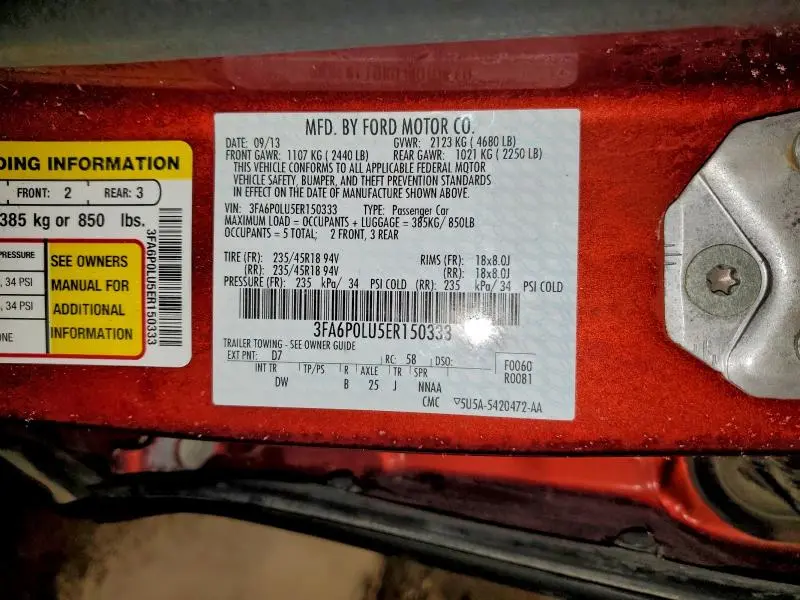 DING INFORMATION
FRONT: 2 REAR: 3
385 kg or 850 lbs.
PRESSURE
, 34 PSI
, 34 PSI
ONE
SEE OWNERS
MANUAL FOR
ADDITIONAL
INFORMATION
3FA6P0LU5ER150333
MFD. BY FORD MOTOR CO.
DATE: 09/13 GVWR: 2123 KG ( 4680 LB)
FRONT GAWR: 1107 KG ( 2440 LB) REAR GAWR: 1021 KG ( 2250 LB)
THIS VEHICLE CONFORMS TO ALL APPLICABLE FEDERAL MOTOR
VEHICLE SAFETY, BUMPER, AND THEFT PREVENTION STANDARDS
IN EFFECT ON THE DATE OF MANUFACTURE SHOWN ABOVE.
VIN: 3FA6P0LU5ER150333 TYPE: Passenger Car
MAXIMUM LOAD = OCCUPANTS + LUGGAGE = 385KG/ 850LB
OCCUPANTS = 5 TOTAL; 2 FRONT, 3 REAR
TIRE (FR): 235/45R18 94V RIMS (FR): 18x8.0J
(RR): 235/45R18 94V (RR): 18x8.0J
PRESSURE (FR): 235 kPa/ 34 PSI COLD (RR): 235 kPa/ 34 PSI COLD
3FA6P0LU5ER150333
TRAILER TOWING - SEE OWNER GUIDE
EXT PNT: D7 RC: 58 DSO: F0060
INT TR TP/PS R AXLE TR SPR R0081
DW B 25 J NNAA
CMC 5U5A-5420472-AA